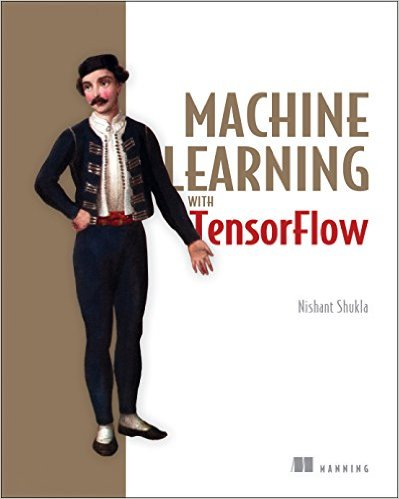 MACHINE
LEARNING
WITH
TensorFlow
Nishant Shukla
MANNING